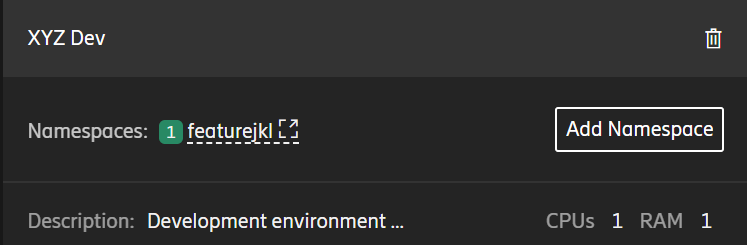 XYZ Dev
Namespaces: 1 featurejkl Add Namespace
Description: Development environment ... CPUs 1 RAM 1